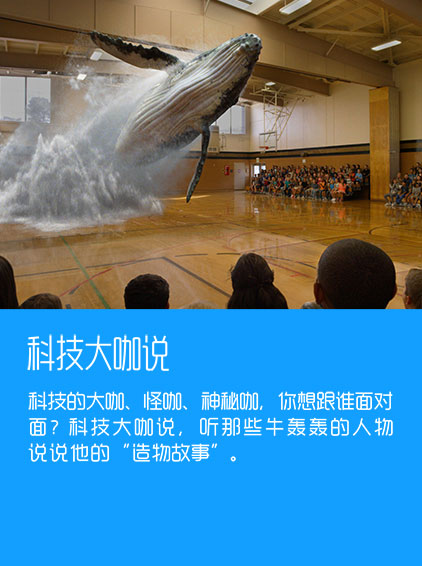 科技大咖说
科技的大咖、怪咖、神秘咖，你想跟谁面对
面？科技大咖说，听那些牛轰轰的人物
说说他的“造物故事”。